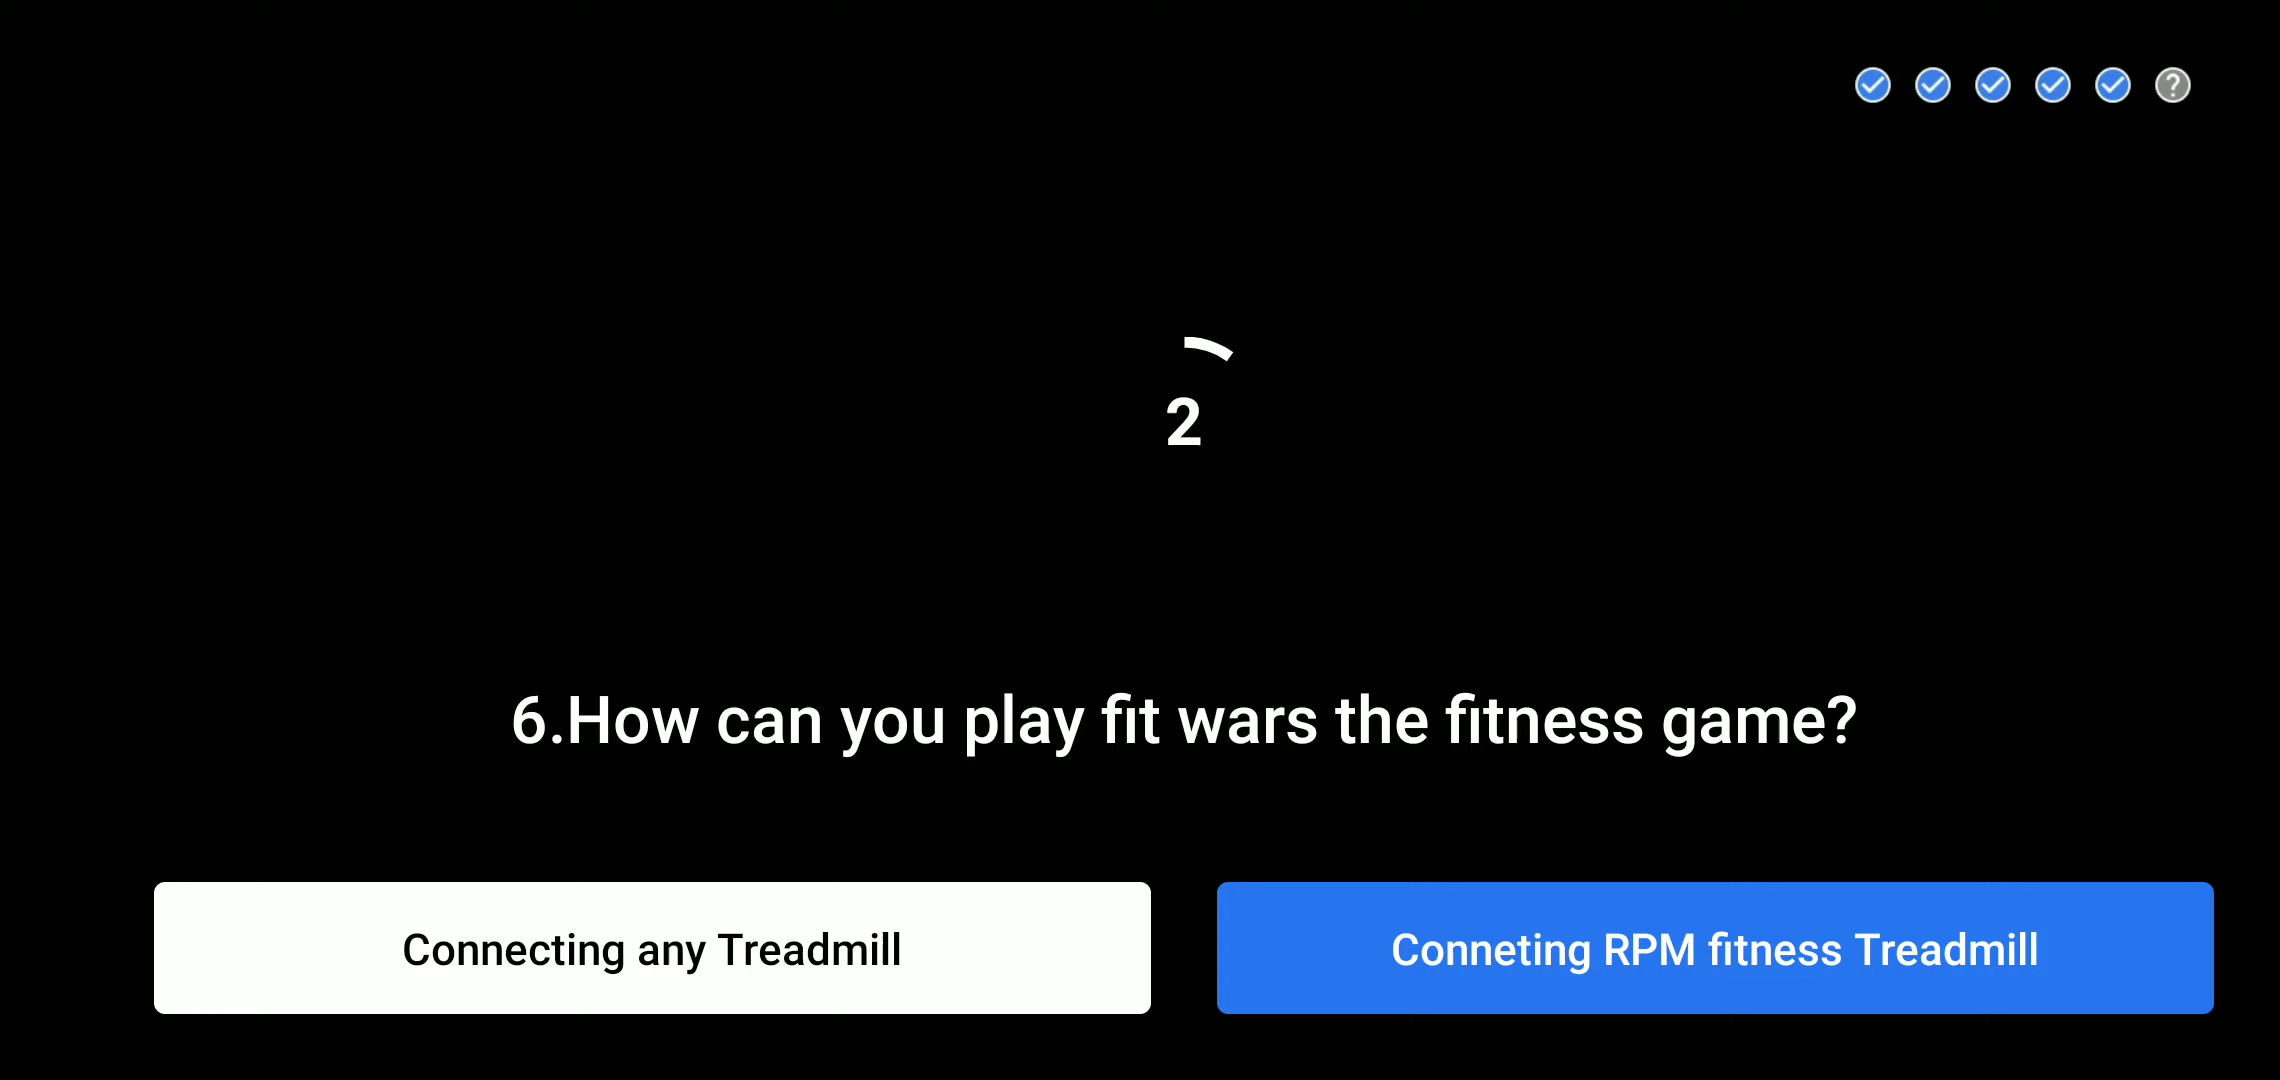 2
6.How can you play fit wars the fitness game?
Connecting any Treadmill
Conneting RPM fitness Treadmill